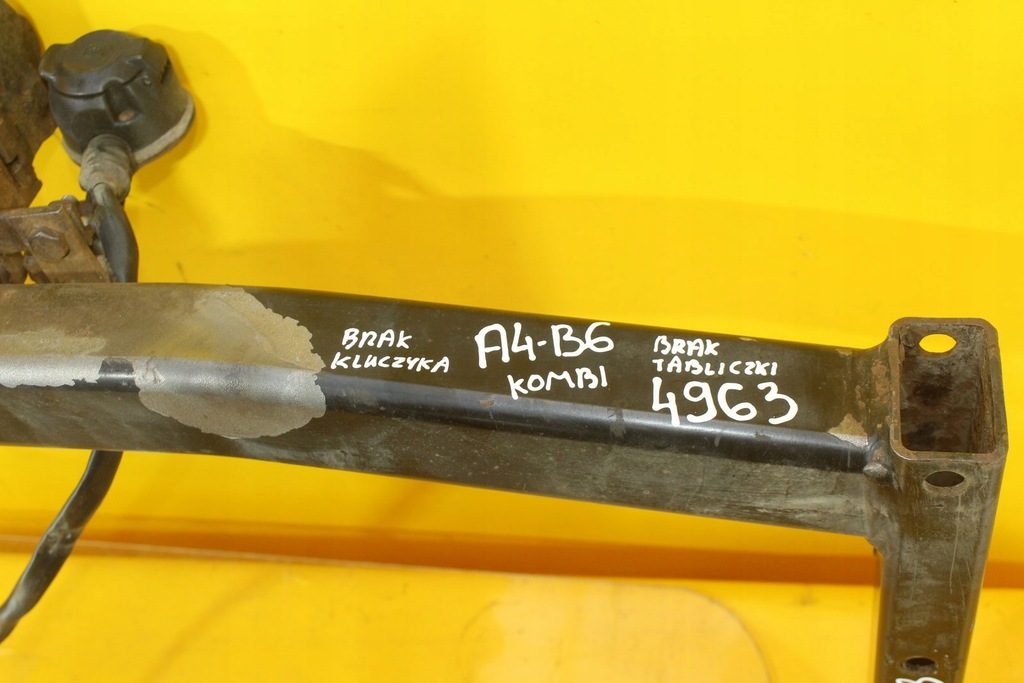 BRAK
KLUCZYKA
A4-B6
KOMBI
BRAK
TABLICZKI
4963